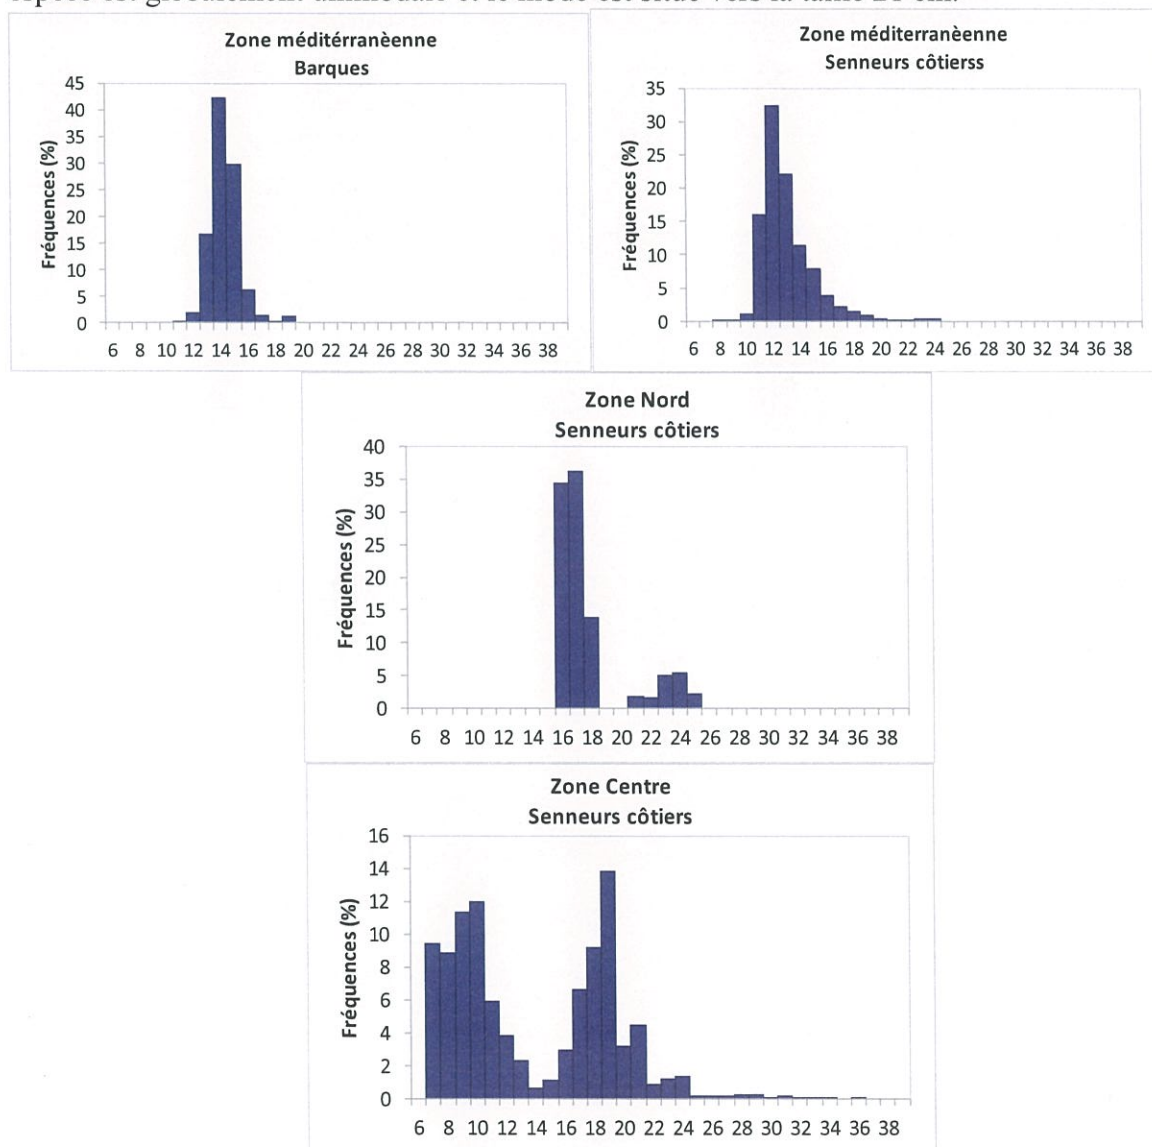 Zone méditérranèenne
Barques
Fréquences (%)
45
40
35
30
25
20
15
10
5
0
6 8 10 12 14 16 18 20 22 24 26 28 30 32 34 36 38
Zone méditerranèenne
Senneurs côtierss
Fréquences (%)
35
30
25
20
15
10
5
0
6 8 10 12 14 16 18 20 22 24 26 28 30 32 34 36 38
Zone Nord
Senneurs côtiers
Fréquences (%)
40
35
30
25
20
15
10
5
0
6 8 10 12 14 16 18 20 22 24 26 28 30 32 34 36 38
Zone Centre
Senneurs côtiers
Fréquences (%)
16
14
12
10
8
6
4
2
0
6 8 10 12 14 16 18 20 22 24 26 28 30 32 34 36 38